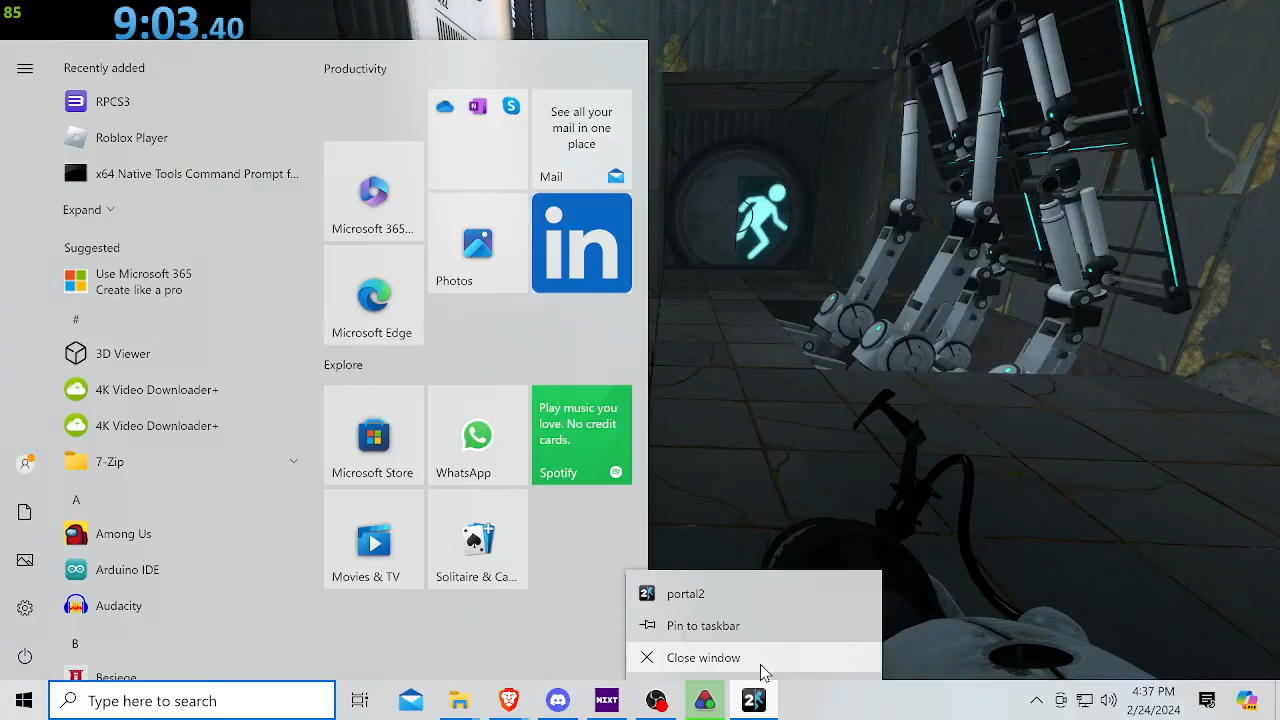 85
9:03.40
Recently added
RPCS3
Roblox Player
x64 Native Tools Command Prompt f...
Expand
Suggested
Use Microsoft 365
Create like a pro
#
3D Viewer
4K Video Downloader+
4K Video Downloader+
7-Zip
A
Among Us
Arduino IDE
Audacity
B
Besiege
Productivity
See all your
mail in one
place
Mail
Microsoft 365...
Photos
in
Microsoft Edge
Explore
Microsoft Store
WhatsApp
Play music you
love. No credit
cards.
Spotify
Movies & TV
Solitaire & Ca...
portal2
Pin to taskbar
Close window
Type here to search
NZXT
2
4:37 PM
2/24/2024